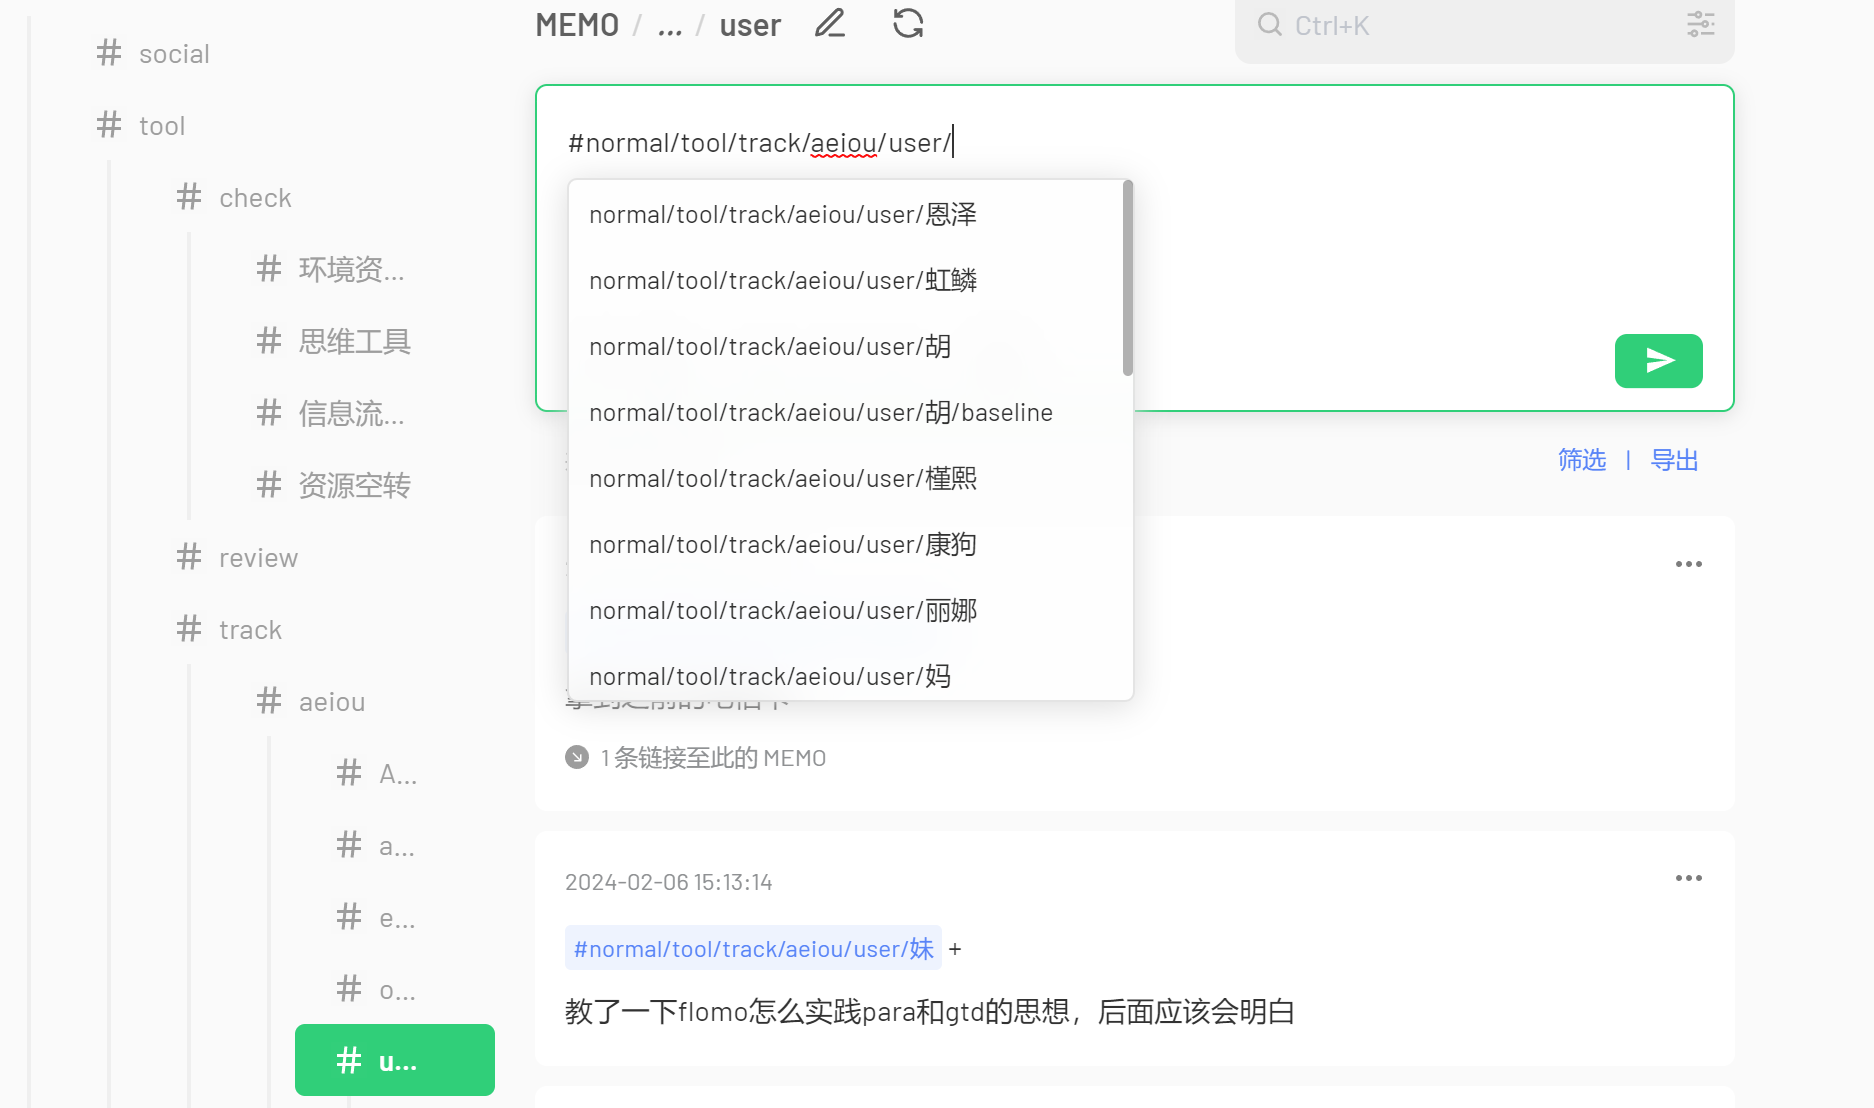 # social
# tool
# check
# 环境资...
# 思维工具
# 信息流...
# 资源空转
# review
# track
# aeiou
# A...
# a...
# e...
# o...
# u...
MEMO / ... / user
Ctrl+K
#normal/tool/track/aeiou/user/
normal/tool/track/aeiou/user/恩泽
normal/tool/track/aeiou/user/虹鳞
normal/tool/track/aeiou/user/胡
normal/tool/track/aeiou/user/胡/baseline
normal/tool/track/aeiou/user/槿熙
normal/tool/track/aeiou/user/康狗
normal/tool/track/aeiou/user/丽娜
normal/tool/track/aeiou/user/妈
筛选 | 导出
1 条链接至此的 MEMO
2024-02-06 15:13:14
#normal/tool/track/aeiou/user/妹 +
教了一下flomo怎么实践para和gtd的思想，后面应该会明白